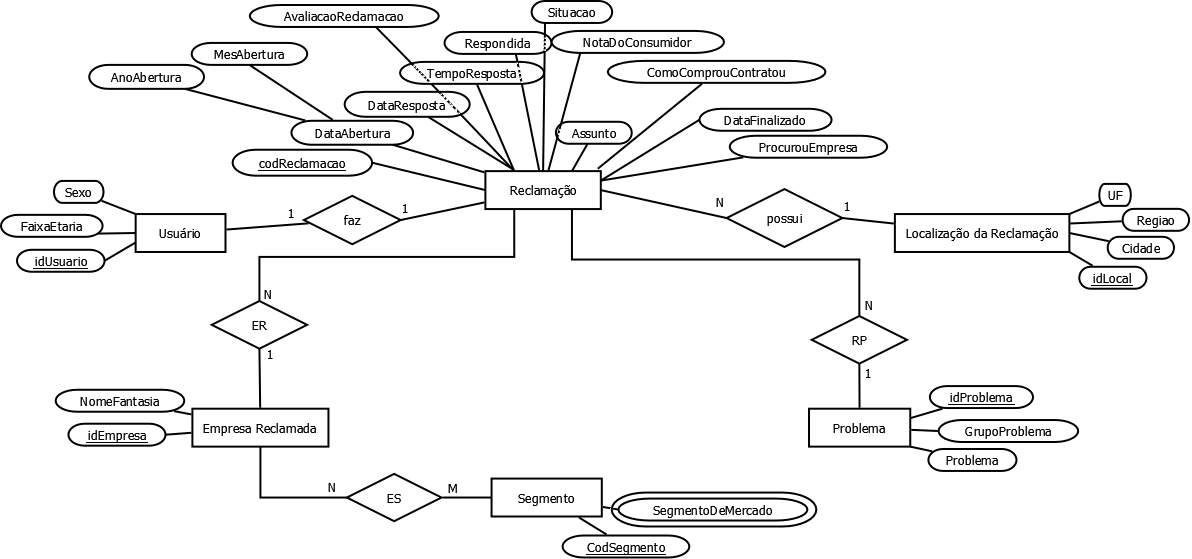 Situacao
AvaliacaoReclamacao
Respondida
NotaDoConsumidor
MesAbertura
TempoResposta
ComoComprouContratou
AnoAbertura
DataResposta
DataFinalizado
DataAbertura
Assunto
ProcurouEmpresa
codReclamacao
Reclamação
Sexo
UF
FaixaEtaria
Usuário
1
faz
1
N
possui
1
Localização da Reclamação
Regiao
Cidade
idUsuario
idLocal
N
ER
1
N
RP
1
NomeFantasia
Empresa Reclamada
idEmpresa
Problema
idProblema
GrupoProblema
Problema
N
ES
M
Segmento
SegmentoDeMercado
CodSegmento